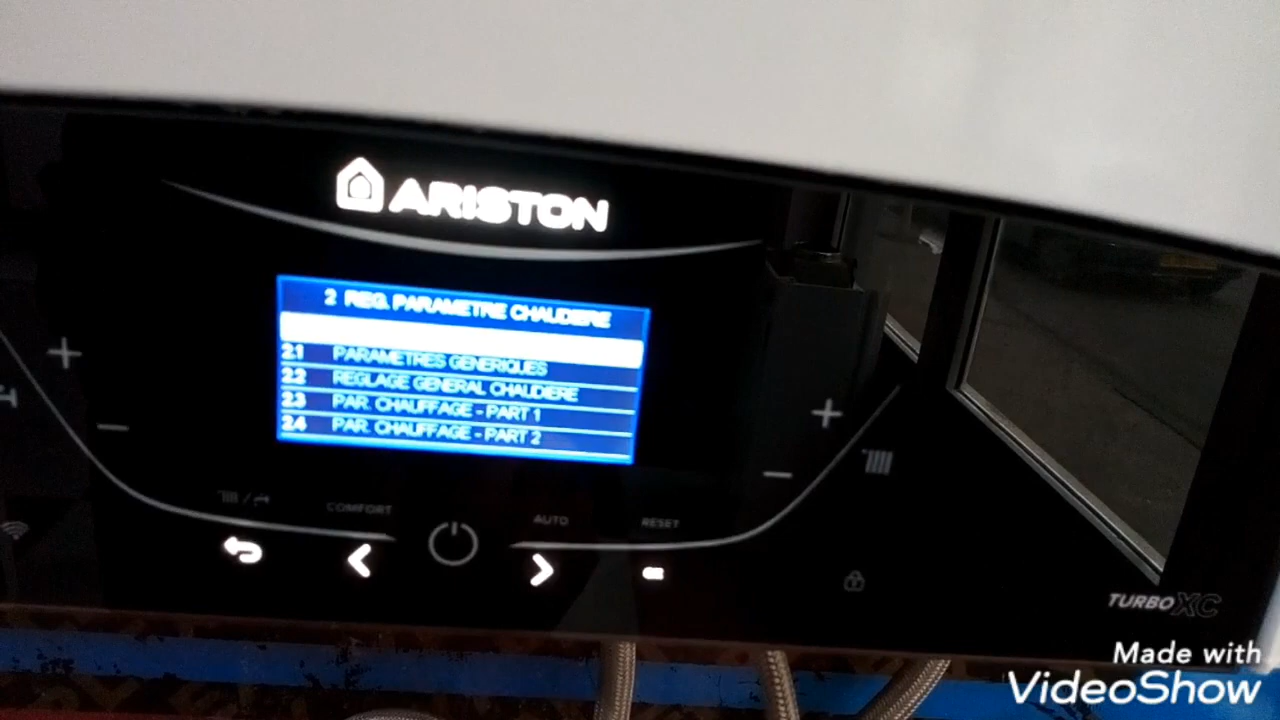 ARISTON
2 REG. PARAMETRE CHAUDIERE
2.1 PARAMETRES GENERIQUES
2.2 REGLAGE GENERAL CHAUDIERE
2.3 PAR. CHAUFFAGE - PART 1
2.4 PAR. CHAUFFAGE - PART 2
COMFORT
AUTO
RESET
OK
TURBO XC
Made with
VideoShow